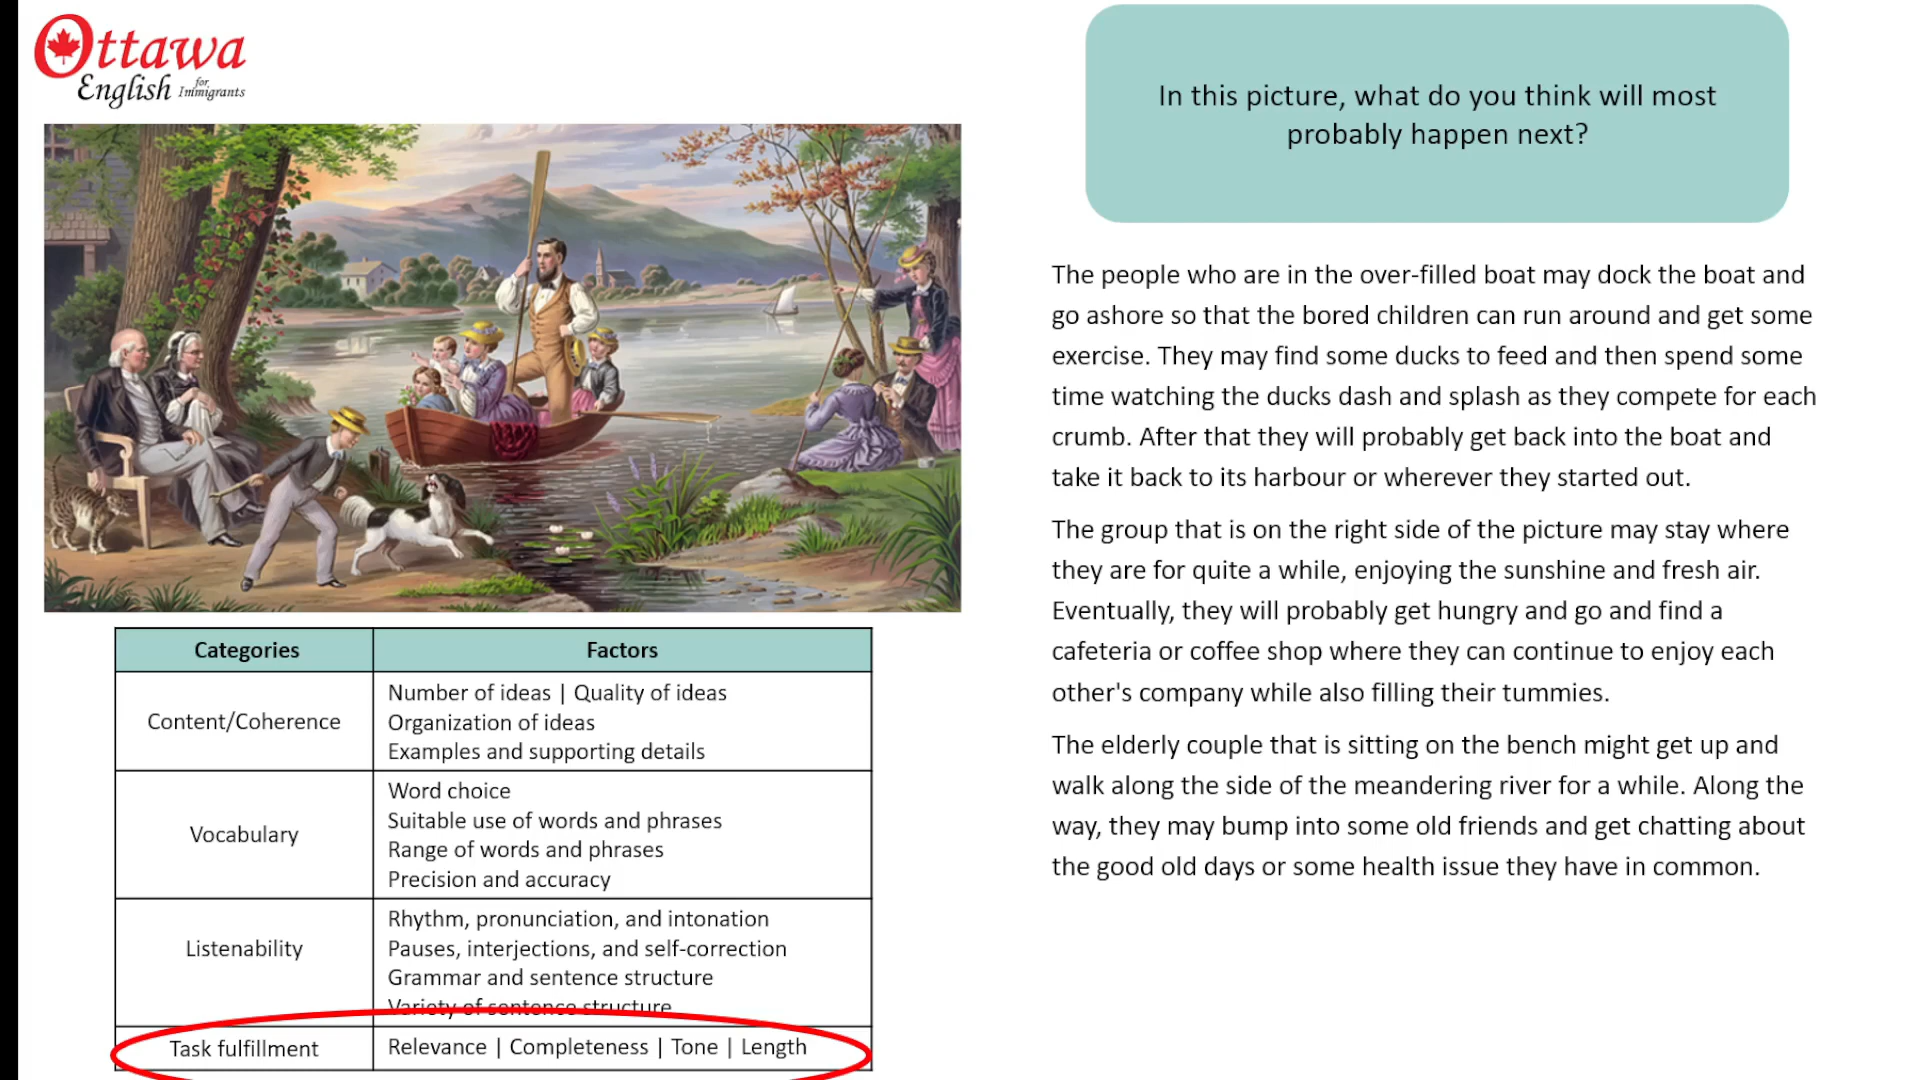 Ottawa
English for Immigrants
In this picture, what do you think will most
probably happen next?
The people who are in the over-filled boat may dock the boat and
go ashore so that the bored children can run around and get some
exercise. They may find some ducks to feed and then spend some
time watching the ducks dash and splash as they compete for each
crumb. After that they will probably get back into the boat and
take it back to its harbour or wherever they started out.
The group that is on the right side of the picture may stay where
they are for quite a while, enjoying the sunshine and fresh air.
Eventually, they will probably get hungry and go and find a
cafeteria or coffee shop where they can continue to enjoy each
other's company while also filling their tummies.
The elderly couple that is sitting on the bench might get up and
walk along the side of the meandering river for a while. Along the
way, they may bump into some old friends and get chatting about
the good old days or some health issue they have in common.
Categories
Factors
Content/Coherence
Number of ideas | Quality of ideas
Organization of ideas
Examples and supporting details
Vocabulary
Word choice
Suitable use of words and phrases
Range of words and phrases
Precision and accuracy
Listenability
Rhythm, pronunciation, and intonation
Pauses, interjections, and self-correction
Grammar and sentence structure
Variety of sentence structure
Task fulfillment
Relevance | Completeness | Tone | Length